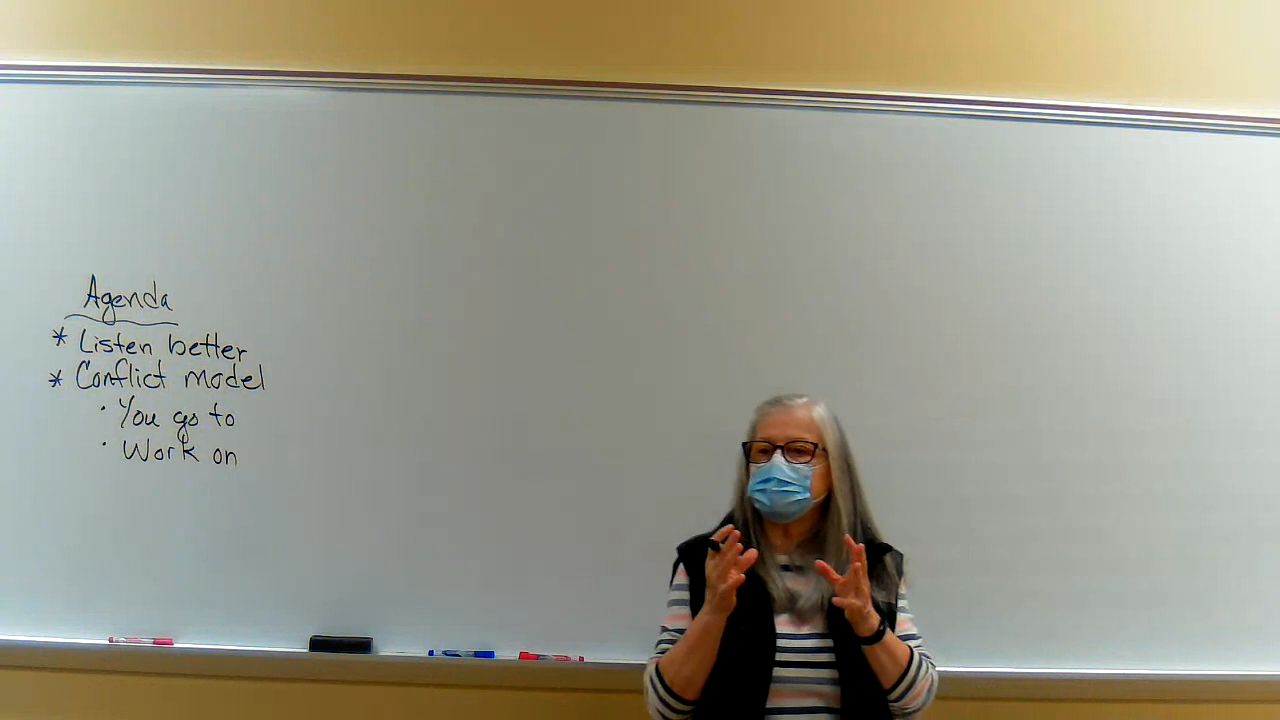 Agenda
* Listen better
* Conflict model
· You go to
· Work on